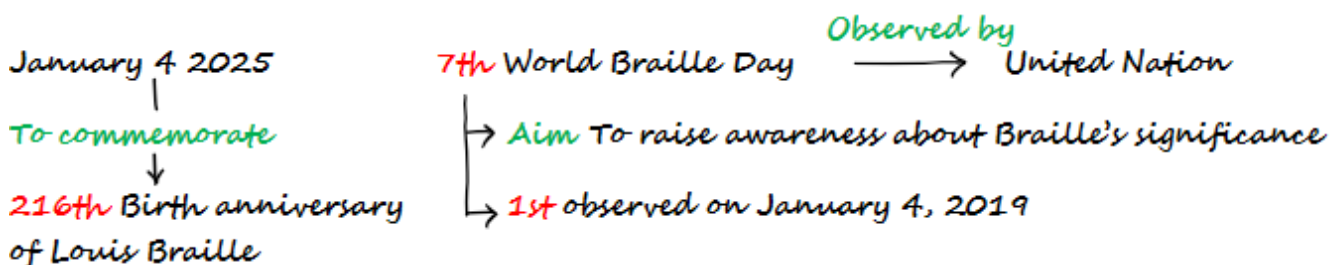 Observed by
January 4 2025 7th World Braille Day United Nation
To commemorate Aim To raise awareness about Braille's significance
216th Birth anniversary 1st observed on January 4, 2019
of Louis Braille